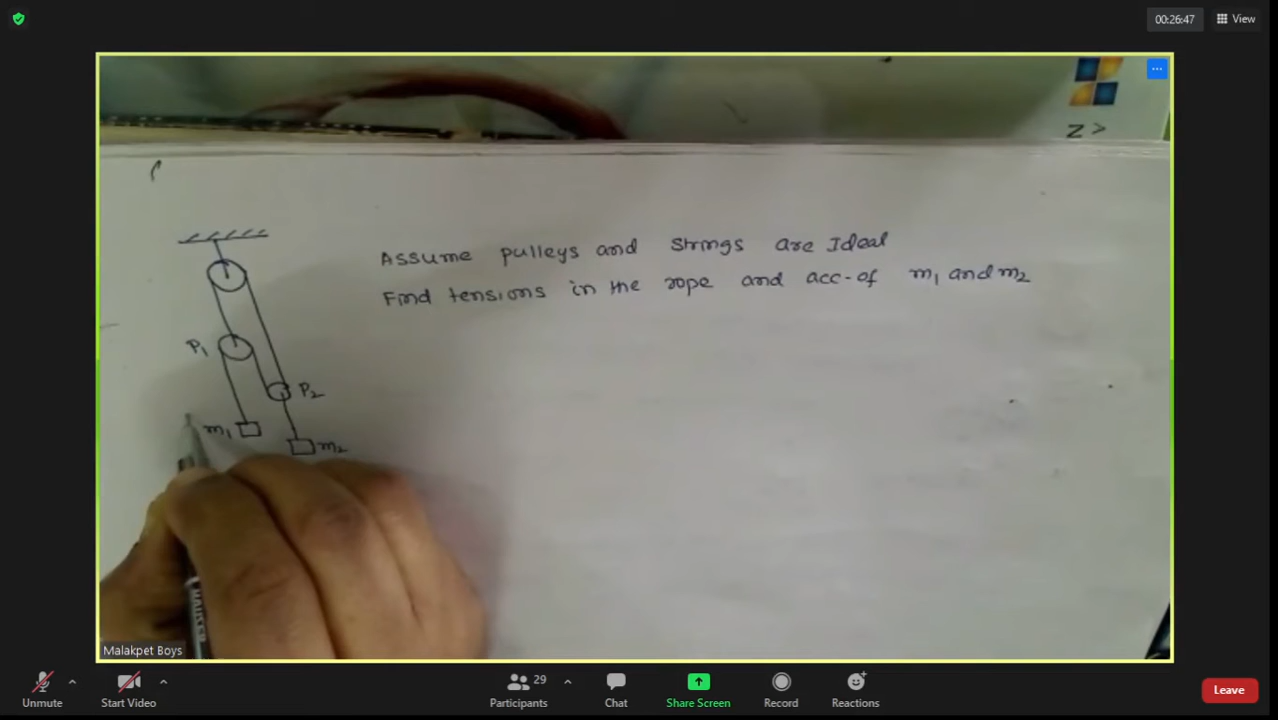 00:26:47
View
Z >
Assume pulleys and strings are Ideal
Find tensions in the rope and acc-of m1 and m2
P1
P2
m1
m2
MARKER
Malakpet Boys
Unmute
Start Video
29
Participants
Chat
Share Screen
Record
Reactions
Leave